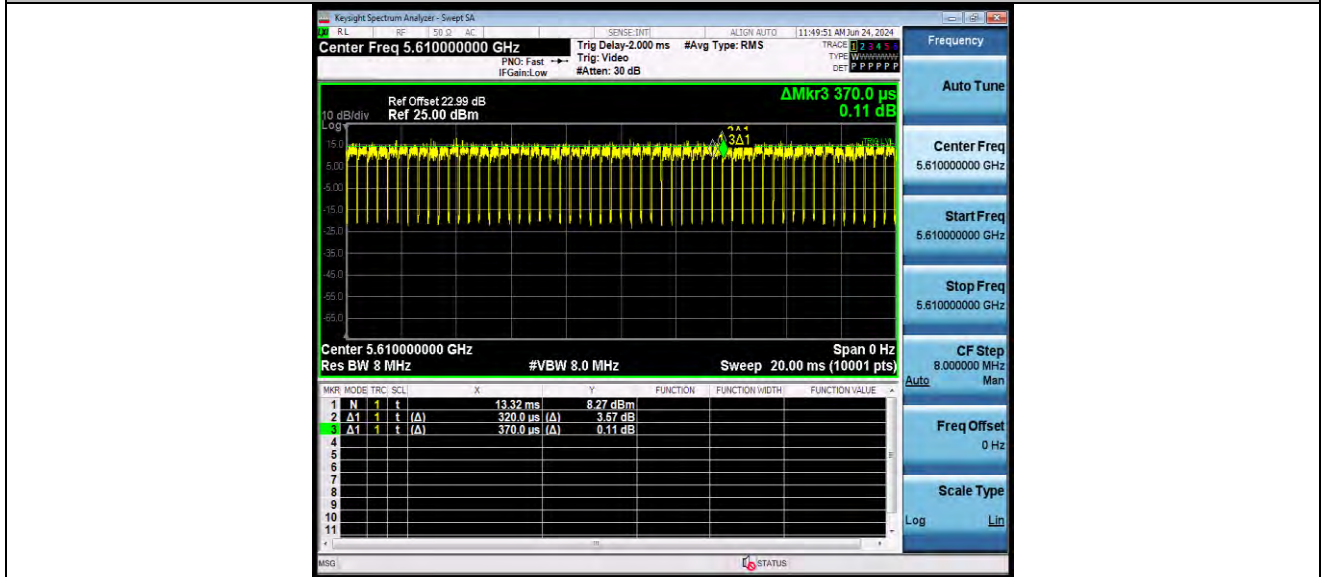 Keysight Spectrum Analyzer - Swept SA
RL RF 50 Ω AC SENSE:INT ALIGN AUTO 11:49:51 AM Jun 24, 2024
Center Freq 5.610000000 GHz Trig Delay-2.000 ms #Avg Type: RMS TRACE 1 2 3 4 5 6
PNO: Fast Trig: Video TYPE WWWWWW
IFGain:Low #Atten: 30 dB DET P P P P P P
Frequency
ΔMkr3 370.0 µs
0.11 dB
Ref Offset 22.99 dB
10 dB/div Ref 25.00 dBm
Log
3Δ1
15.0
5.00
-5.00
-15.0
-25.0
-35.0
-45.0
-55.0
-65.0
Center 5.610000000 GHz Span 0 Hz
Res BW 8 MHz #VBW 8.0 MHz Sweep 20.00 ms (10001 pts)
MKR MODE TRC SCL X Y FUNCTION FUNCTION WIDTH FUNCTION VALUE
1 N 1 t 13.32 ms 8.27 dBm
2 Δ1 1 t (Δ) 320.0 µs (Δ) 3.57 dB
3 Δ1 1 t (Δ) 370.0 µs (Δ) 0.11 dB
4
5
6
7
8
9
10
11
MSG STATUS
Auto Tune
Center Freq
5.610000000 GHz
Start Freq
5.610000000 GHz
Stop Freq
5.610000000 GHz
CF Step
8.000000 MHz
Auto Man
Freq Offset
0 Hz
Scale Type
Log Lin